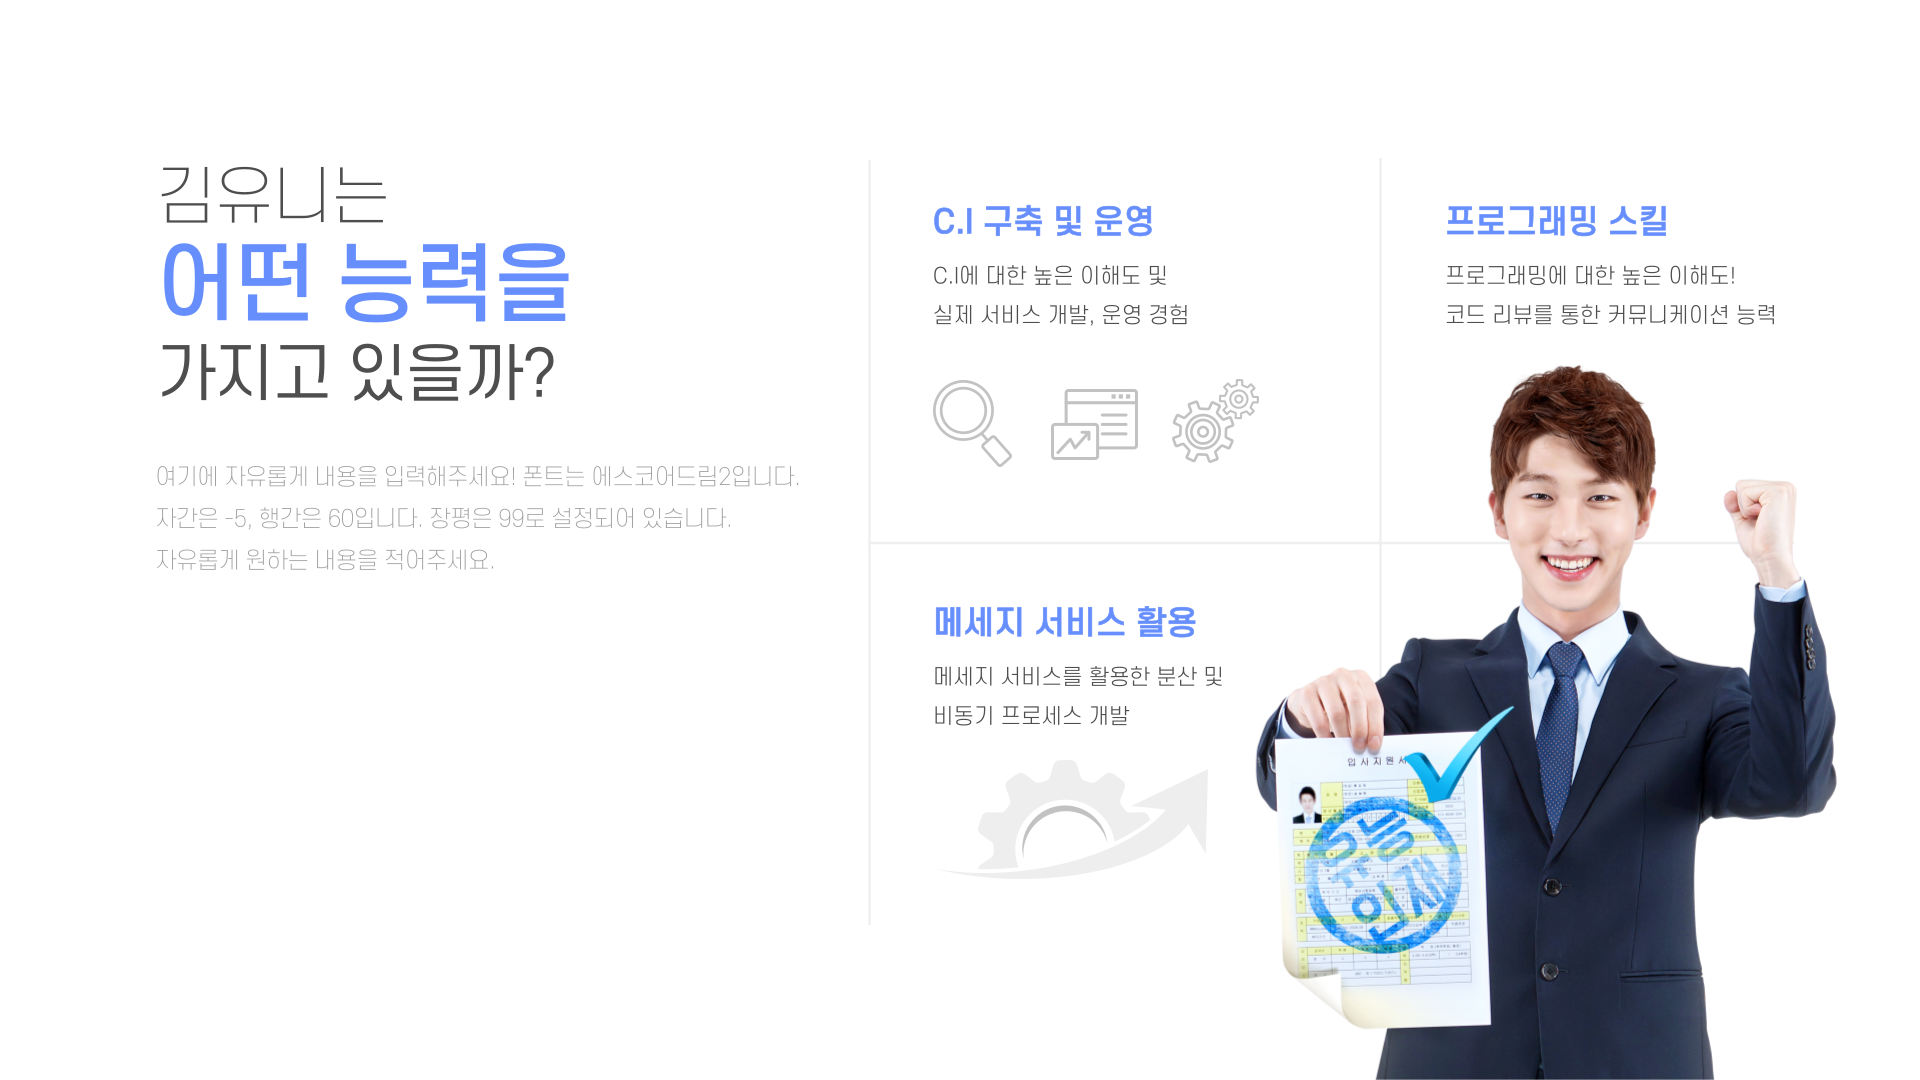 김유니는
어떤 능력을
가지고 있을까?
여기에 자유롭게 내용을 입력해주세요! 폰트는 에스코어드림2입니다.
자간은 -5, 행간은 60입니다. 장평은 99로 설정되어 있습니다.
자유롭게 원하는 내용을 적어주세요.
C.I 구축 및 운영
C.I에 대한 높은 이해도 및
실제 서비스 개발, 운영 경험
프로그래밍 스킬
프로그래밍에 대한 높은 이해도!
코드 리뷰를 통한 커뮤니케이션 능력
메세지 서비스 활용
메세지 서비스를 활용한 분산 및
비동기 프로세스 개발
입 사 지 원 서
유능
인재